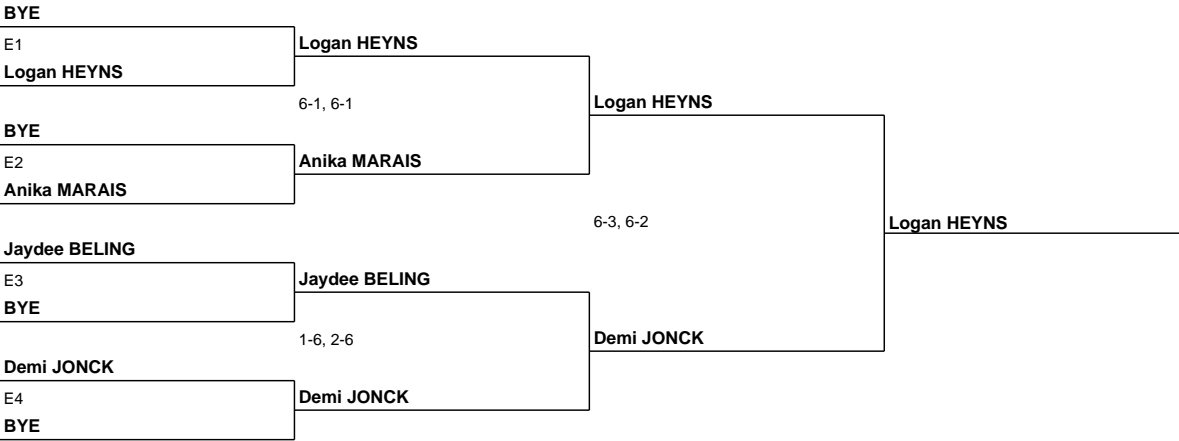 BYE
E1
Logan HEYNS
Logan HEYNS
6-1, 6-1
BYE
E2
Anika MARAIS
Anika MARAIS
Logan HEYNS
6-3, 6-2
Logan HEYNS
Jaydee BELING
E3
BYE
Jaydee BELING
1-6, 2-6
Demi JONCK
E4
BYE
Demi JONCK
Demi JONCK